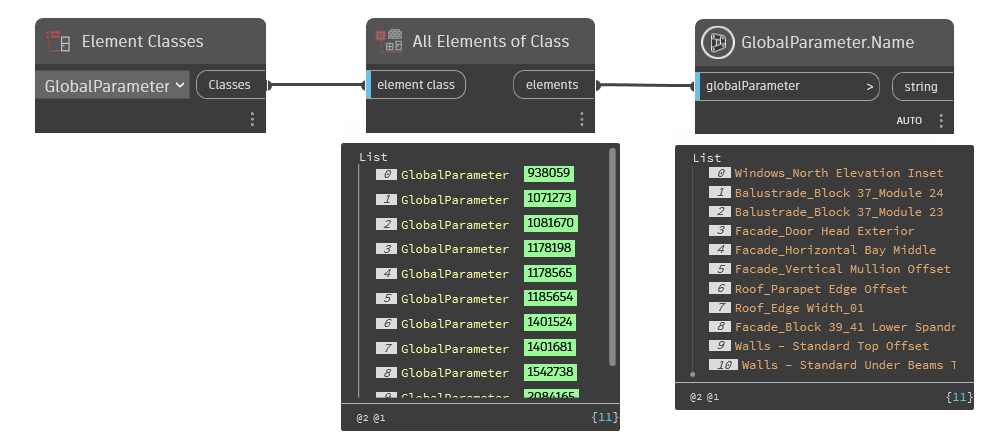 Element Classes
GlobalParameter
Classes
All Elements of Class
element class
elements
GlobalParameter.Name
globalParameter >
string
AUTO
List
0 GlobalParameter 938059
1 GlobalParameter 1071273
2 GlobalParameter 1081670
3 GlobalParameter 1178198
4 GlobalParameter 1178565
5 GlobalParameter 1185654
6 GlobalParameter 1401524
7 GlobalParameter 1401681
8 GlobalParameter 1542738
9 GlobalParameter 2084165
@2 @1 {11}
List
0 Windows_North Elevation Inset
1 Balustrade_Block 37_Module 24
2 Balustrade_Block 37_Module 23
3 Facade_Door Head Exterior
4 Facade_Horizontal Bay Middle
5 Facade_Vertical Mullion Offset
6 Roof_Parapet Edge Offset
7 Roof_Edge Width_01
8 Facade_Block 39_41 Lower Spandr
9 Walls - Standard Top Offset
10 Walls - Standard Under Beams T
@2 @1 {11}